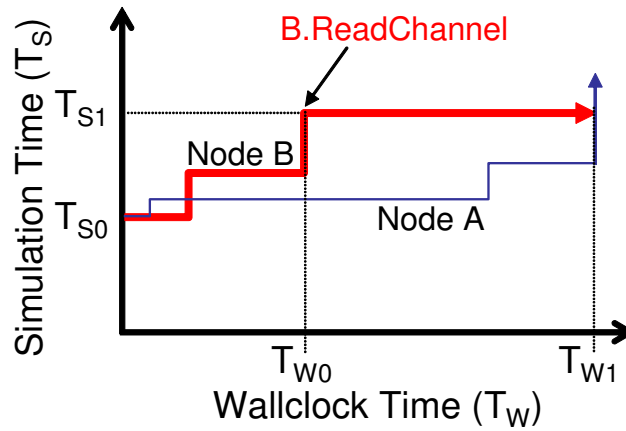 B.ReadChannel
Simulation Time (TS)
TS1
Node B
Node A
TS0
TW0
TW1
Wallclock Time (TW)